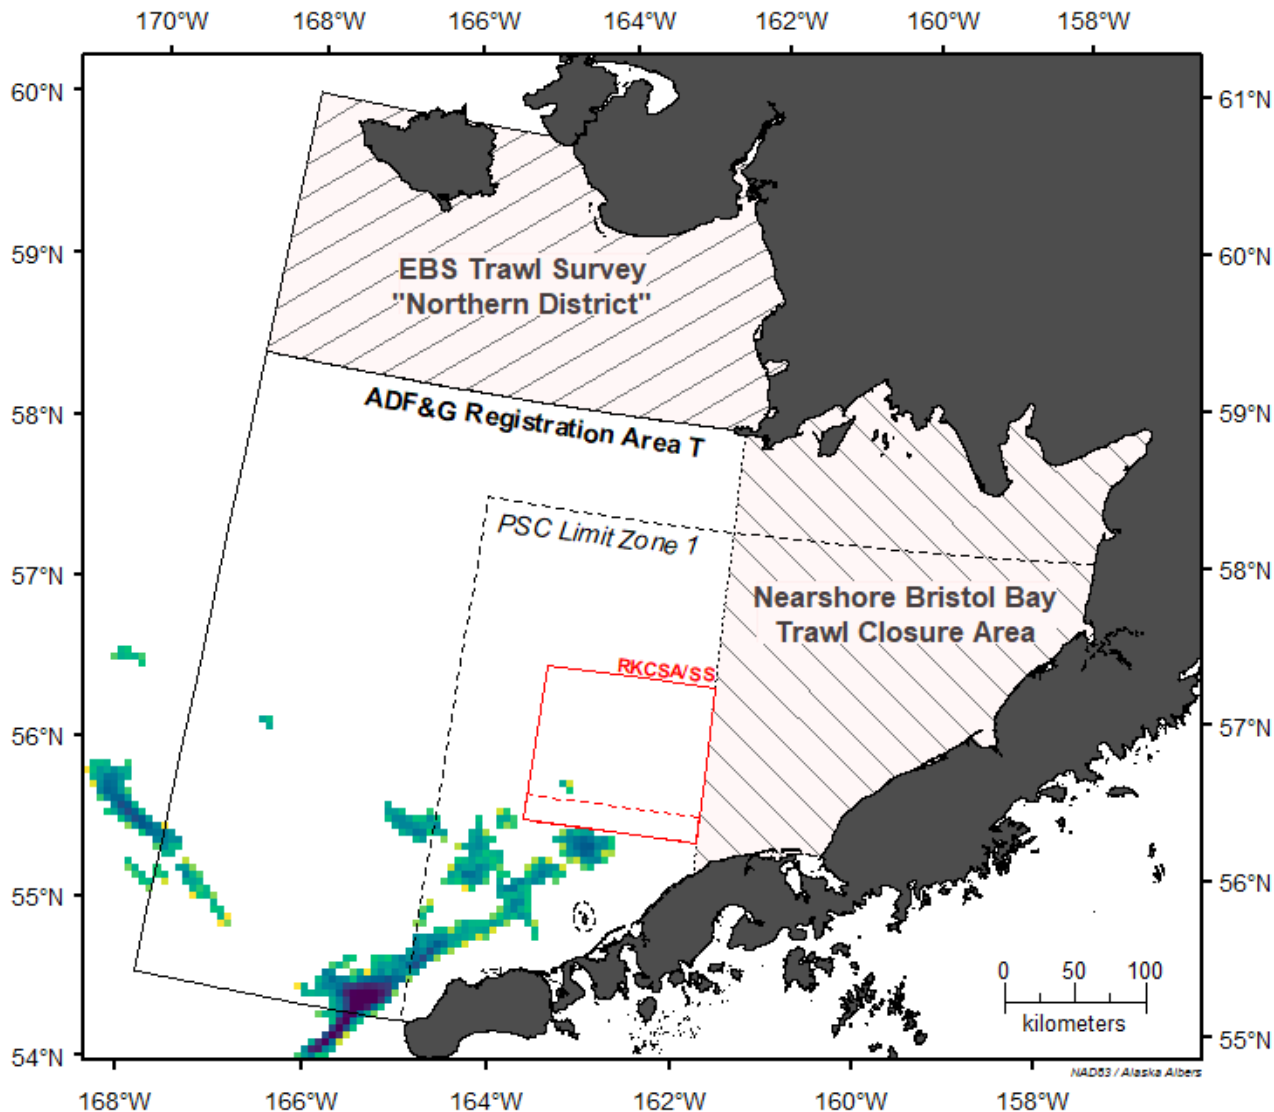 170°W 168°W 166°W 164°W 162°W 160°W 158°W
60°N
61°N
59°N
60°N
EBS Trawl Survey
"Northern District"
58°N
59°N
ADF&G Registration Area T
PSC Limit Zone 1
57°N
58°N
Nearshore Bristol Bay
Trawl Closure Area
RKCSA/SS
56°N
57°N
55°N
56°N
0 50 100
kilometers
54°N
55°N
NAD83 / Alaska Albers
168°W 166°W 164°W 162°W 160°W 158°W